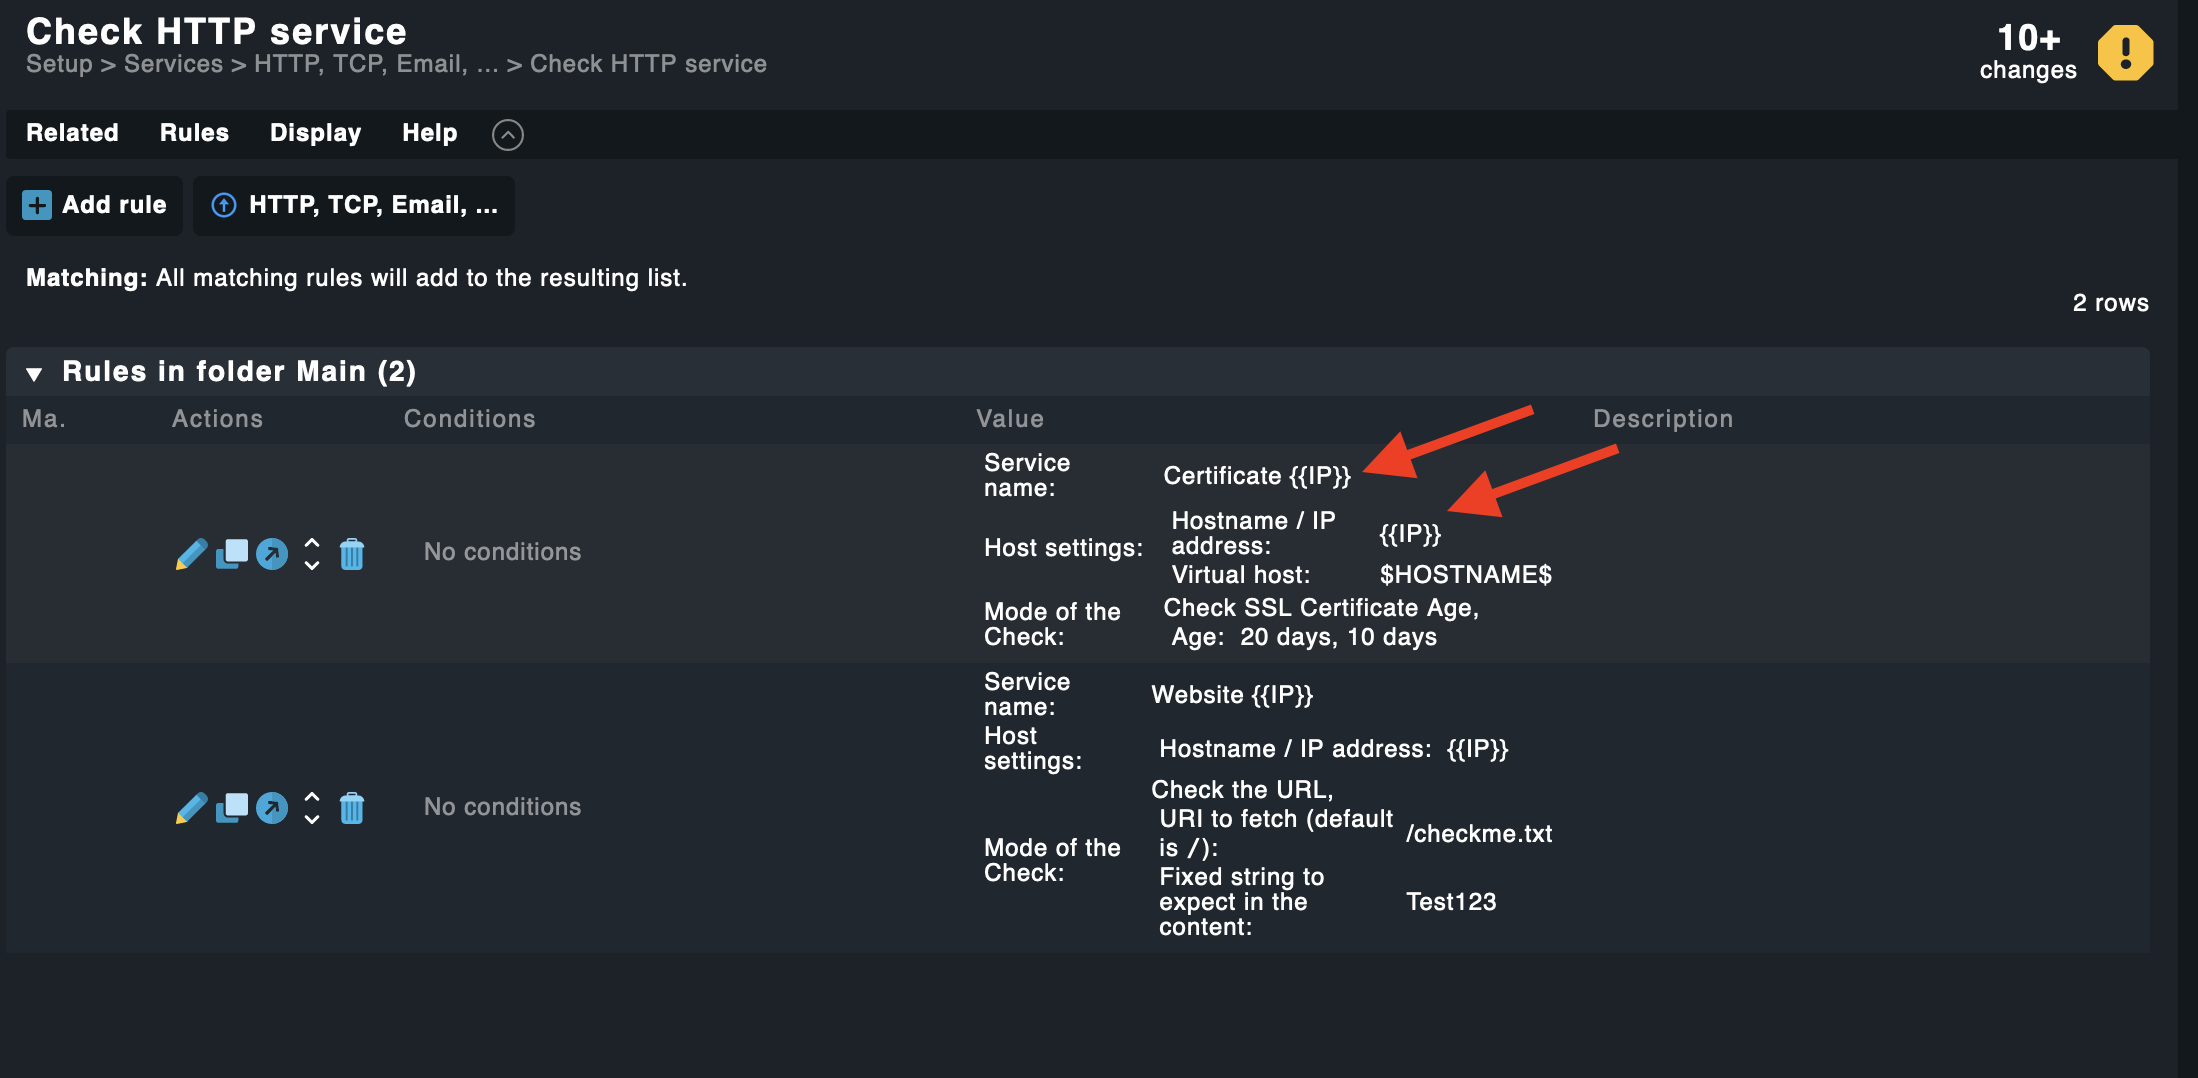 Check HTTP service
Setup > Services > HTTP, TCP, Email, ... > Check HTTP service
10+
changes
Related Rules Display Help
Add rule HTTP, TCP, Email, ...
Matching: All matching rules will add to the resulting list.
2 rows
Rules in folder Main (2)
Ma. Actions Conditions Value Description
No conditions
Service
name:
Certificate {{IP}}
Host settings:
Hostname / IP
address:
{{IP}}
Virtual host: $HOSTNAME$
Mode of the
Check:
Check SSL Certificate Age,
Age: 20 days, 10 days
No conditions
Service
name:
Website {{IP}}
Host
settings:
Hostname / IP address: {{IP}}
Mode of the
Check:
Check the URL,
URI to fetch (default
is /):
/checkme.txt
Fixed string to
expect in the
content:
Test123